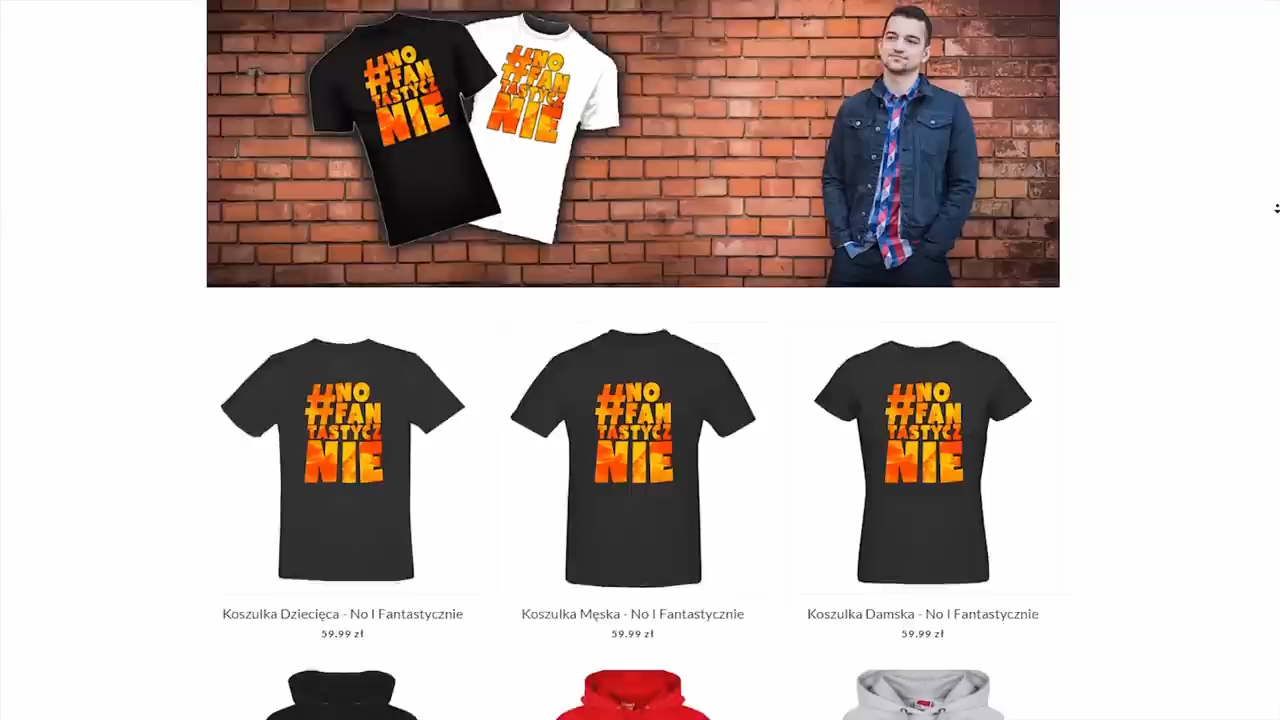 #NO
FAN
TASTYCZ
NIE
#NO
FAN
TASTYCZ
NIE
#NO
FAN
TASTYCZ
NIE
#NO
FAN
TASTYCZ
NIE
#NO
FAN
TASTYCZ
NIE
Koszulka Dziecięca - No I Fantastycznie
59.99 zł
Koszulka Męska - No I Fantastycznie
59.99 zł
Koszulka Damska - No I Fantastycznie
59.99 zł